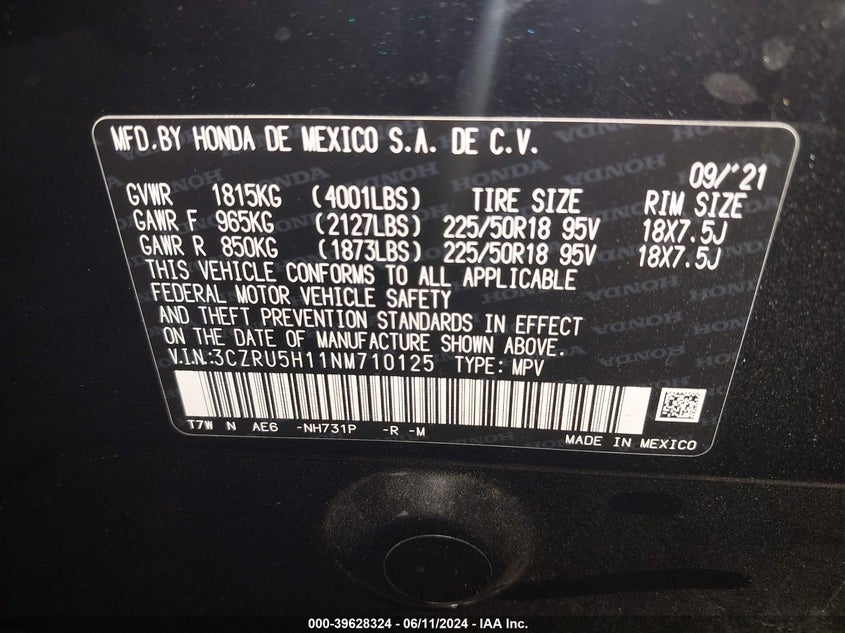 MFD.BY HONDA DE MEXICO S.A. DE C.V.
09/'21
GVWR 1815KG (4001LBS) TIRE SIZE RIM SIZE
GAWR F 965KG (2127LBS) 225/50R18 95V 18X7.5J
GAWR R 850KG (1873LBS) 225/50R18 95V 18X7.5J
THIS VEHICLE CONFORMS TO ALL APPLICABLE
FEDERAL MOTOR VEHICLE SAFETY
AND THEFT PREVENTION STANDARDS IN EFFECT
ON THE DATE OF MANUFACTURE SHOWN ABOVE.
V.I.N.:3CZRU5H11NM710125 TYPE: MPV
T7W N AE6 -NH731P -R -M
MADE IN MEXICO
000-39628324 - 06/11/2024 - IAA Inc.